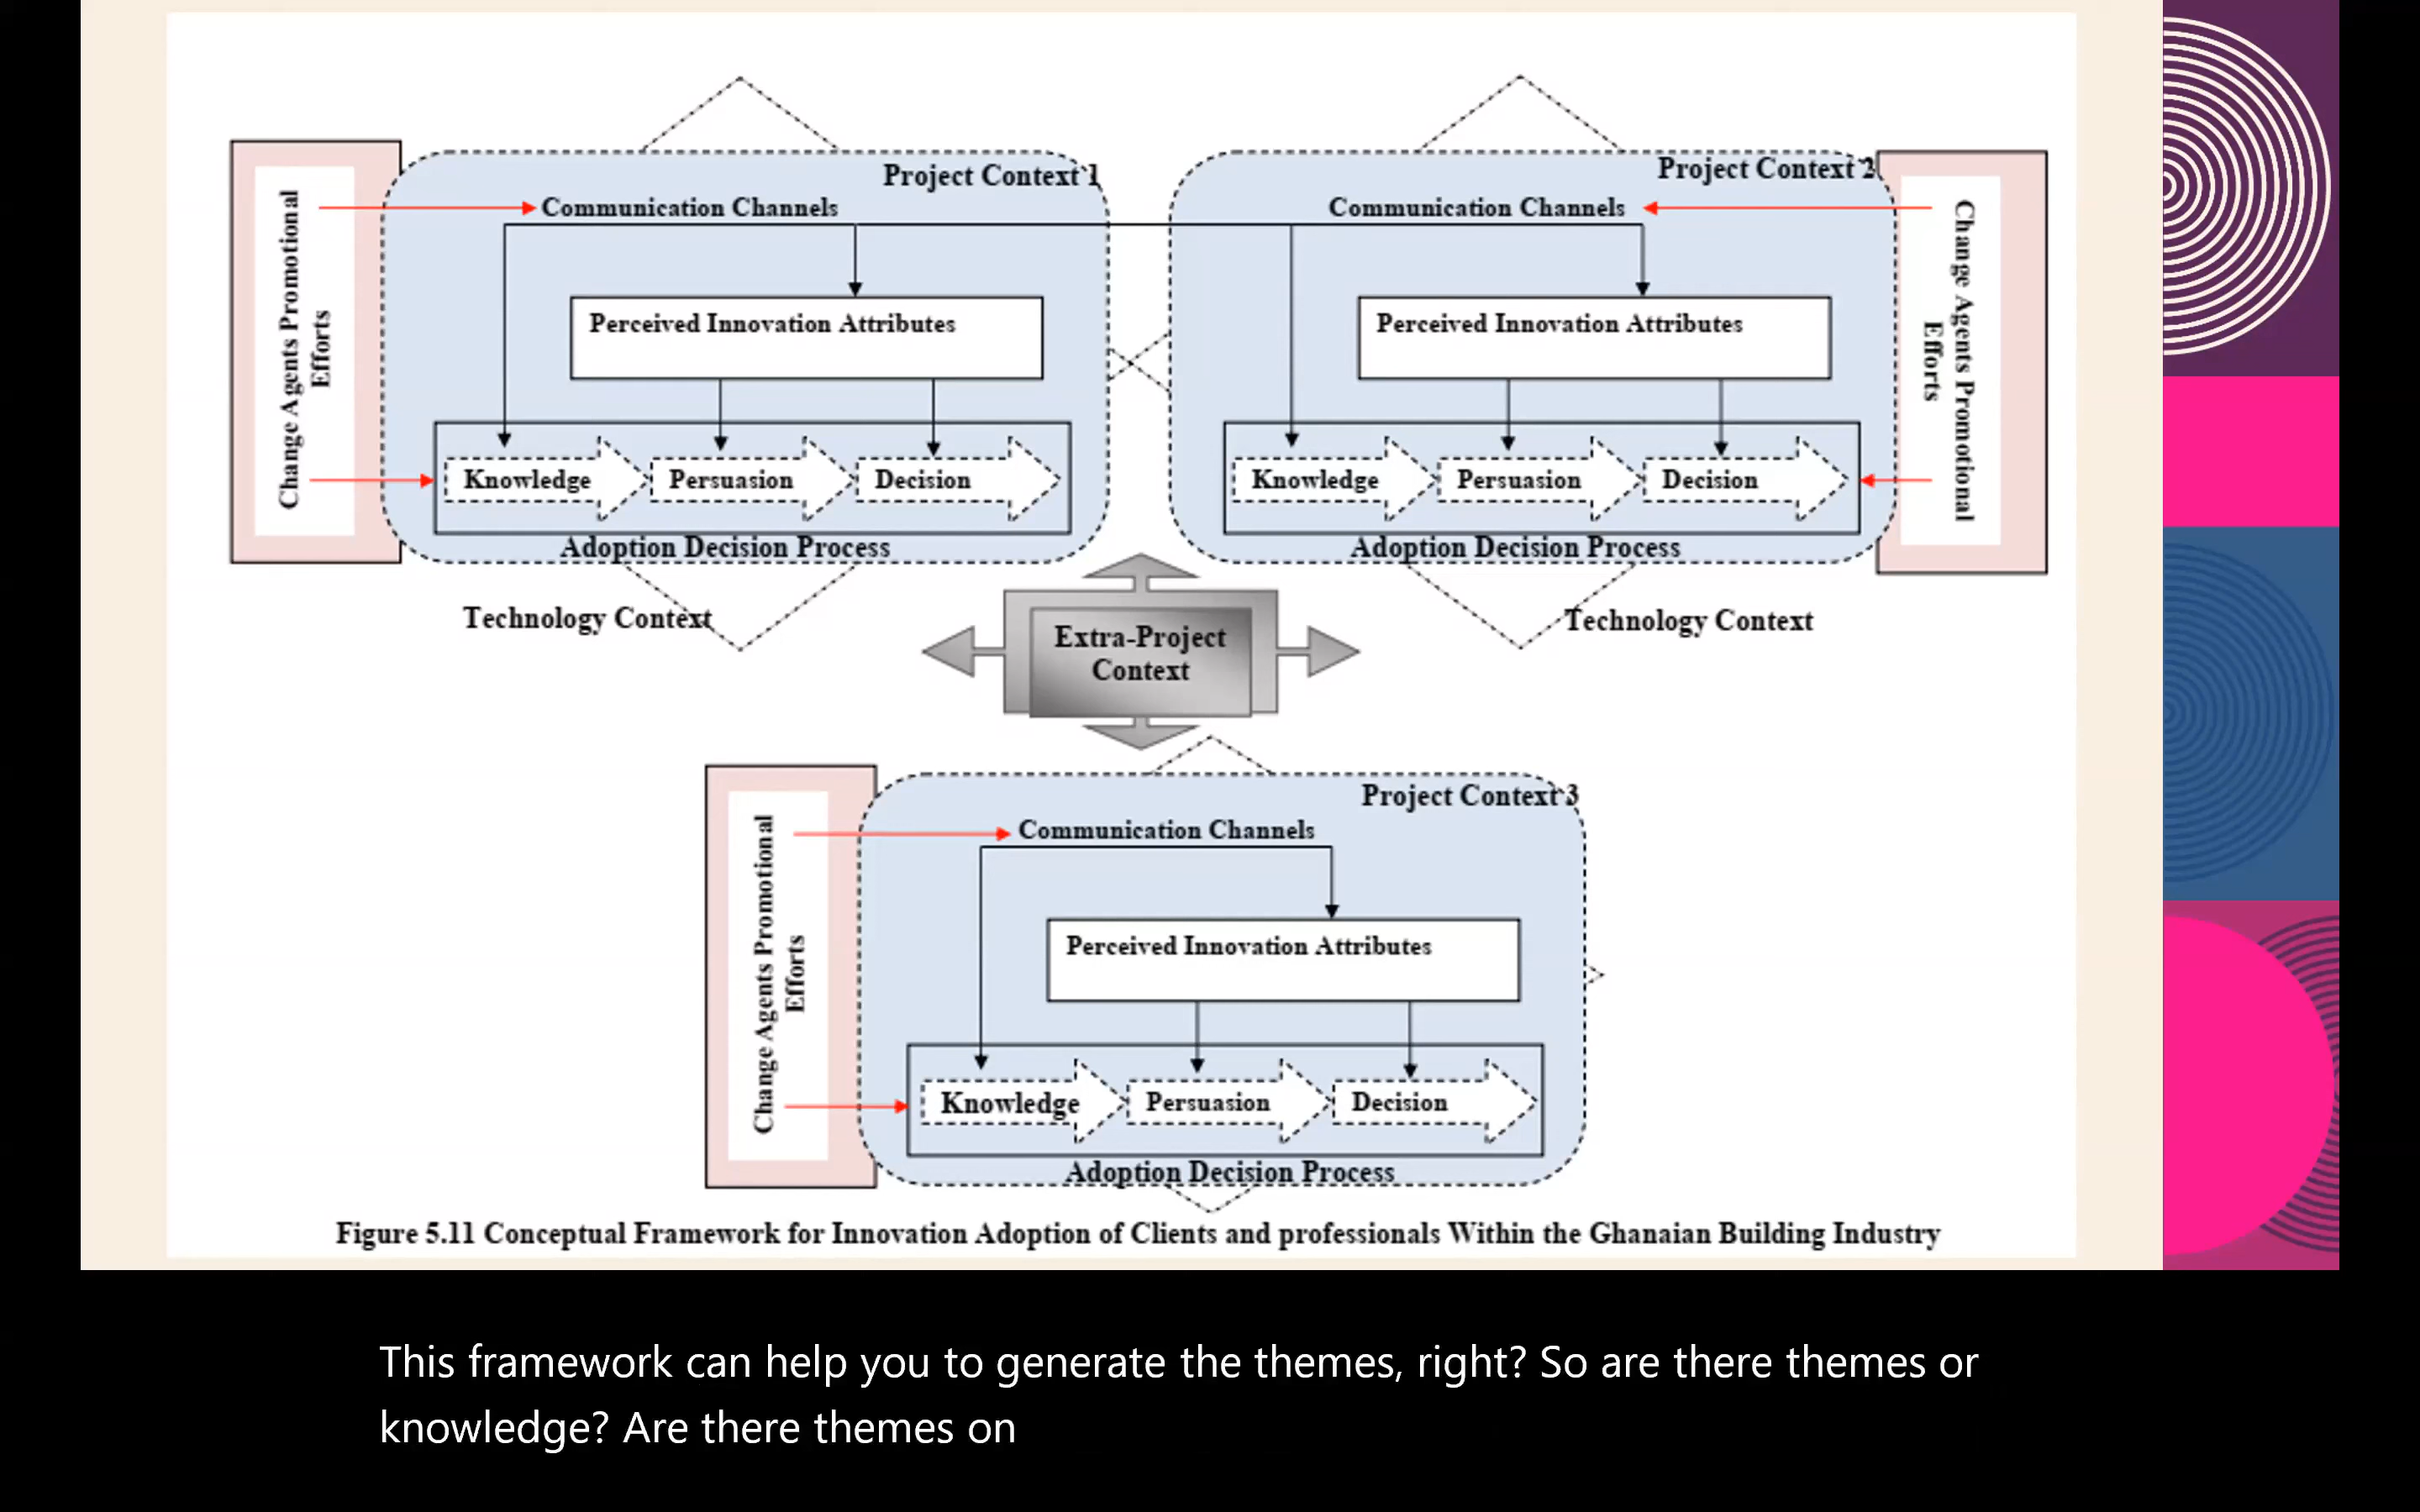 Project Context 1
Communication Channels
Change Agents Promotional
Efforts
Perceived Innovation Attributes
Knowledge
Persuasion
Decision
Adoption Decision Process
Technology Context
Project Context 2
Communication Channels
Change Agents Promotional
Efforts
Perceived Innovation Attributes
Knowledge
Persuasion
Decision
Adoption Decision Process
Technology Context
Extra-Project
Context
Project Context 3
Communication Channels
Change Agents Promotional
Efforts
Perceived Innovation Attributes
Knowledge
Persuasion
Decision
Adoption Decision Process
Figure 5.11 Conceptual Framework for Innovation Adoption of Clients and professionals Within the Ghanaian Building Industry
This framework can help you to generate the themes, right? So are there themes or
knowledge? Are there themes on